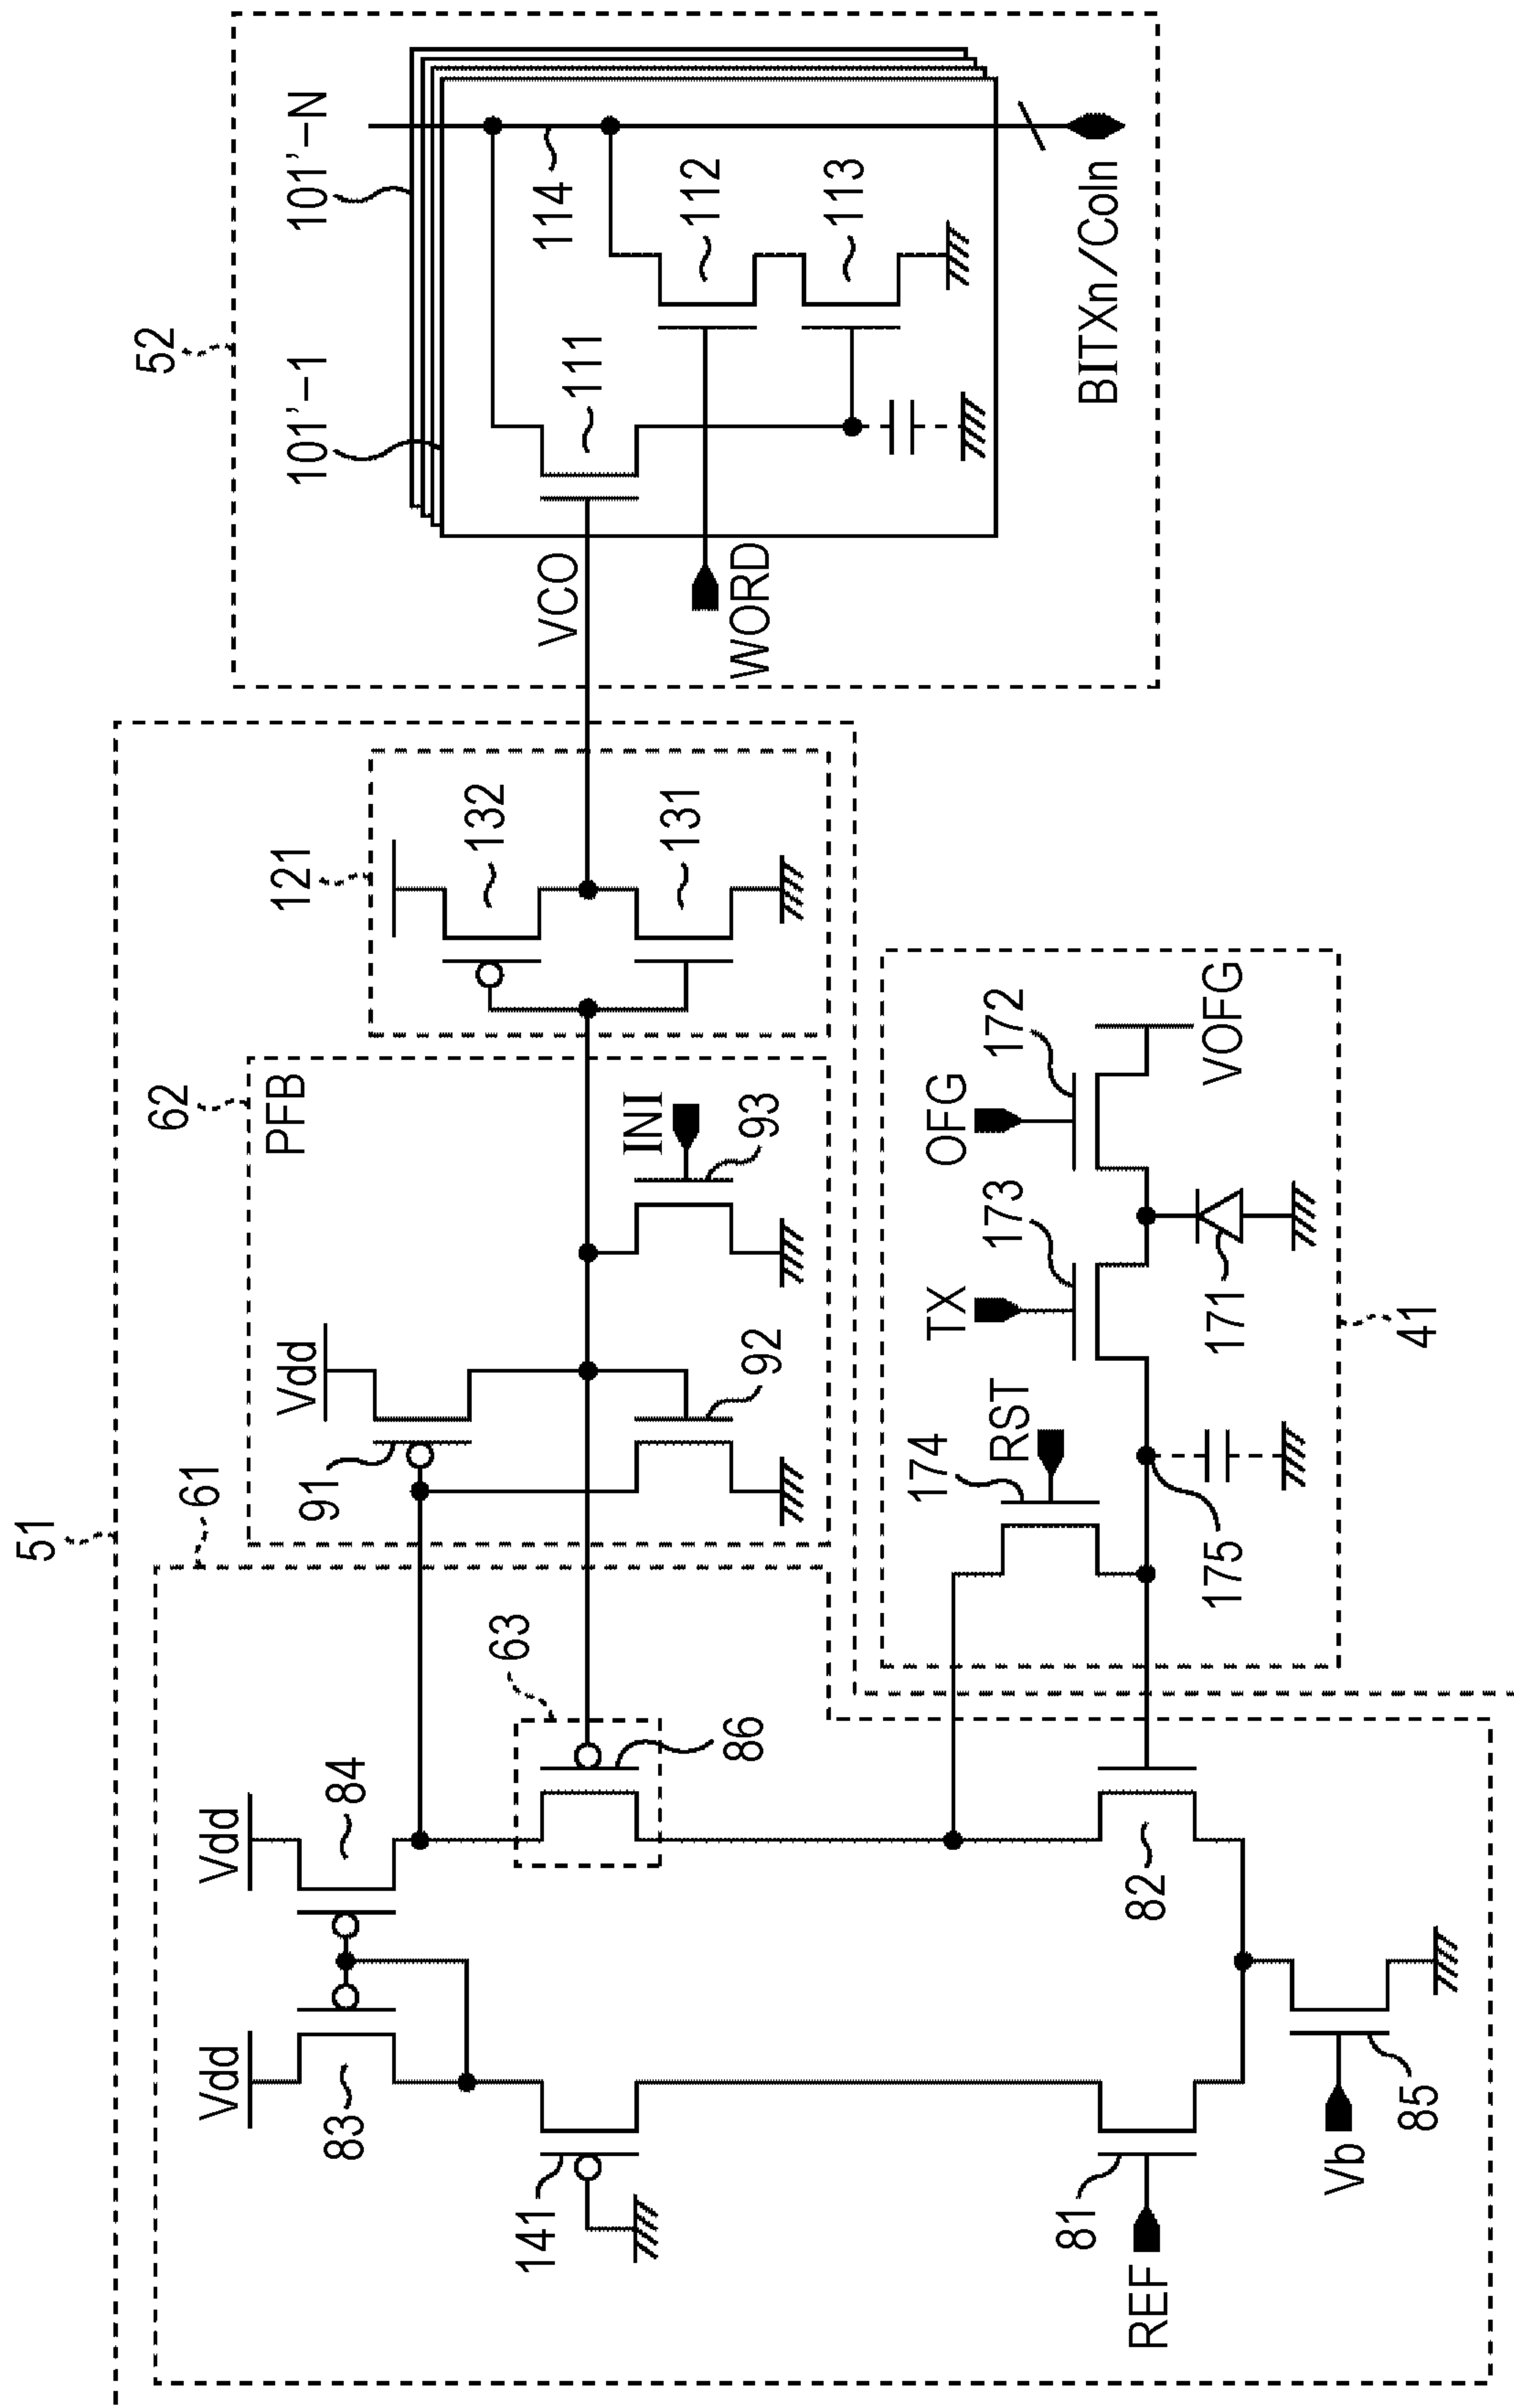 51
61
62
PFB
121
52
101'-1
101'-N
Vdd
Vdd
83
84
91
Vdd
63
141
86
92
INI
93
132
131
VCO
WORD
111
114
112
113
BITXn/Coln
REF
81
82
Vb
85
174
RST
175
TX
173
OFG
172
VOFG
171
41